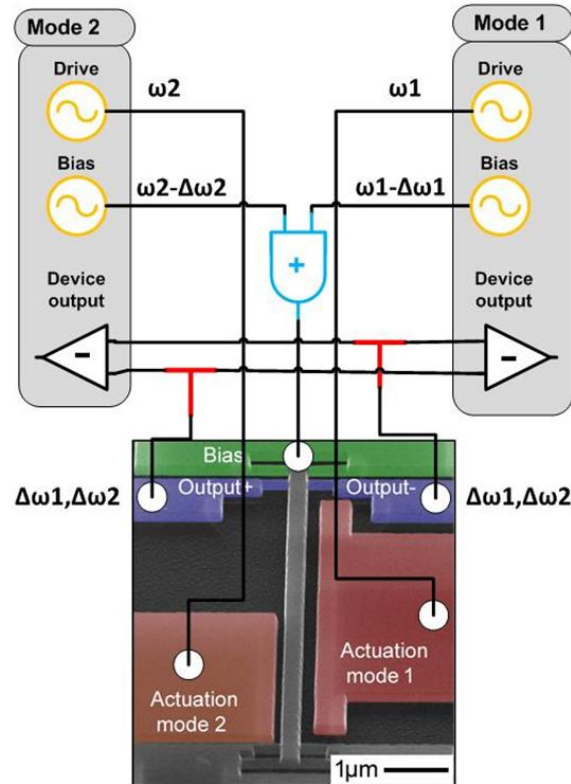 Mode 2
Drive
Bias
Device
output
-
Mode 1
Drive
Bias
Device
output
-
ω2
ω1
ω2-Δω2
ω1-Δω1
+
Bias
Output+
Output-
Δω1,Δω2
Δω1,Δω2
Actuation
mode 1
Actuation
mode 2
1µm